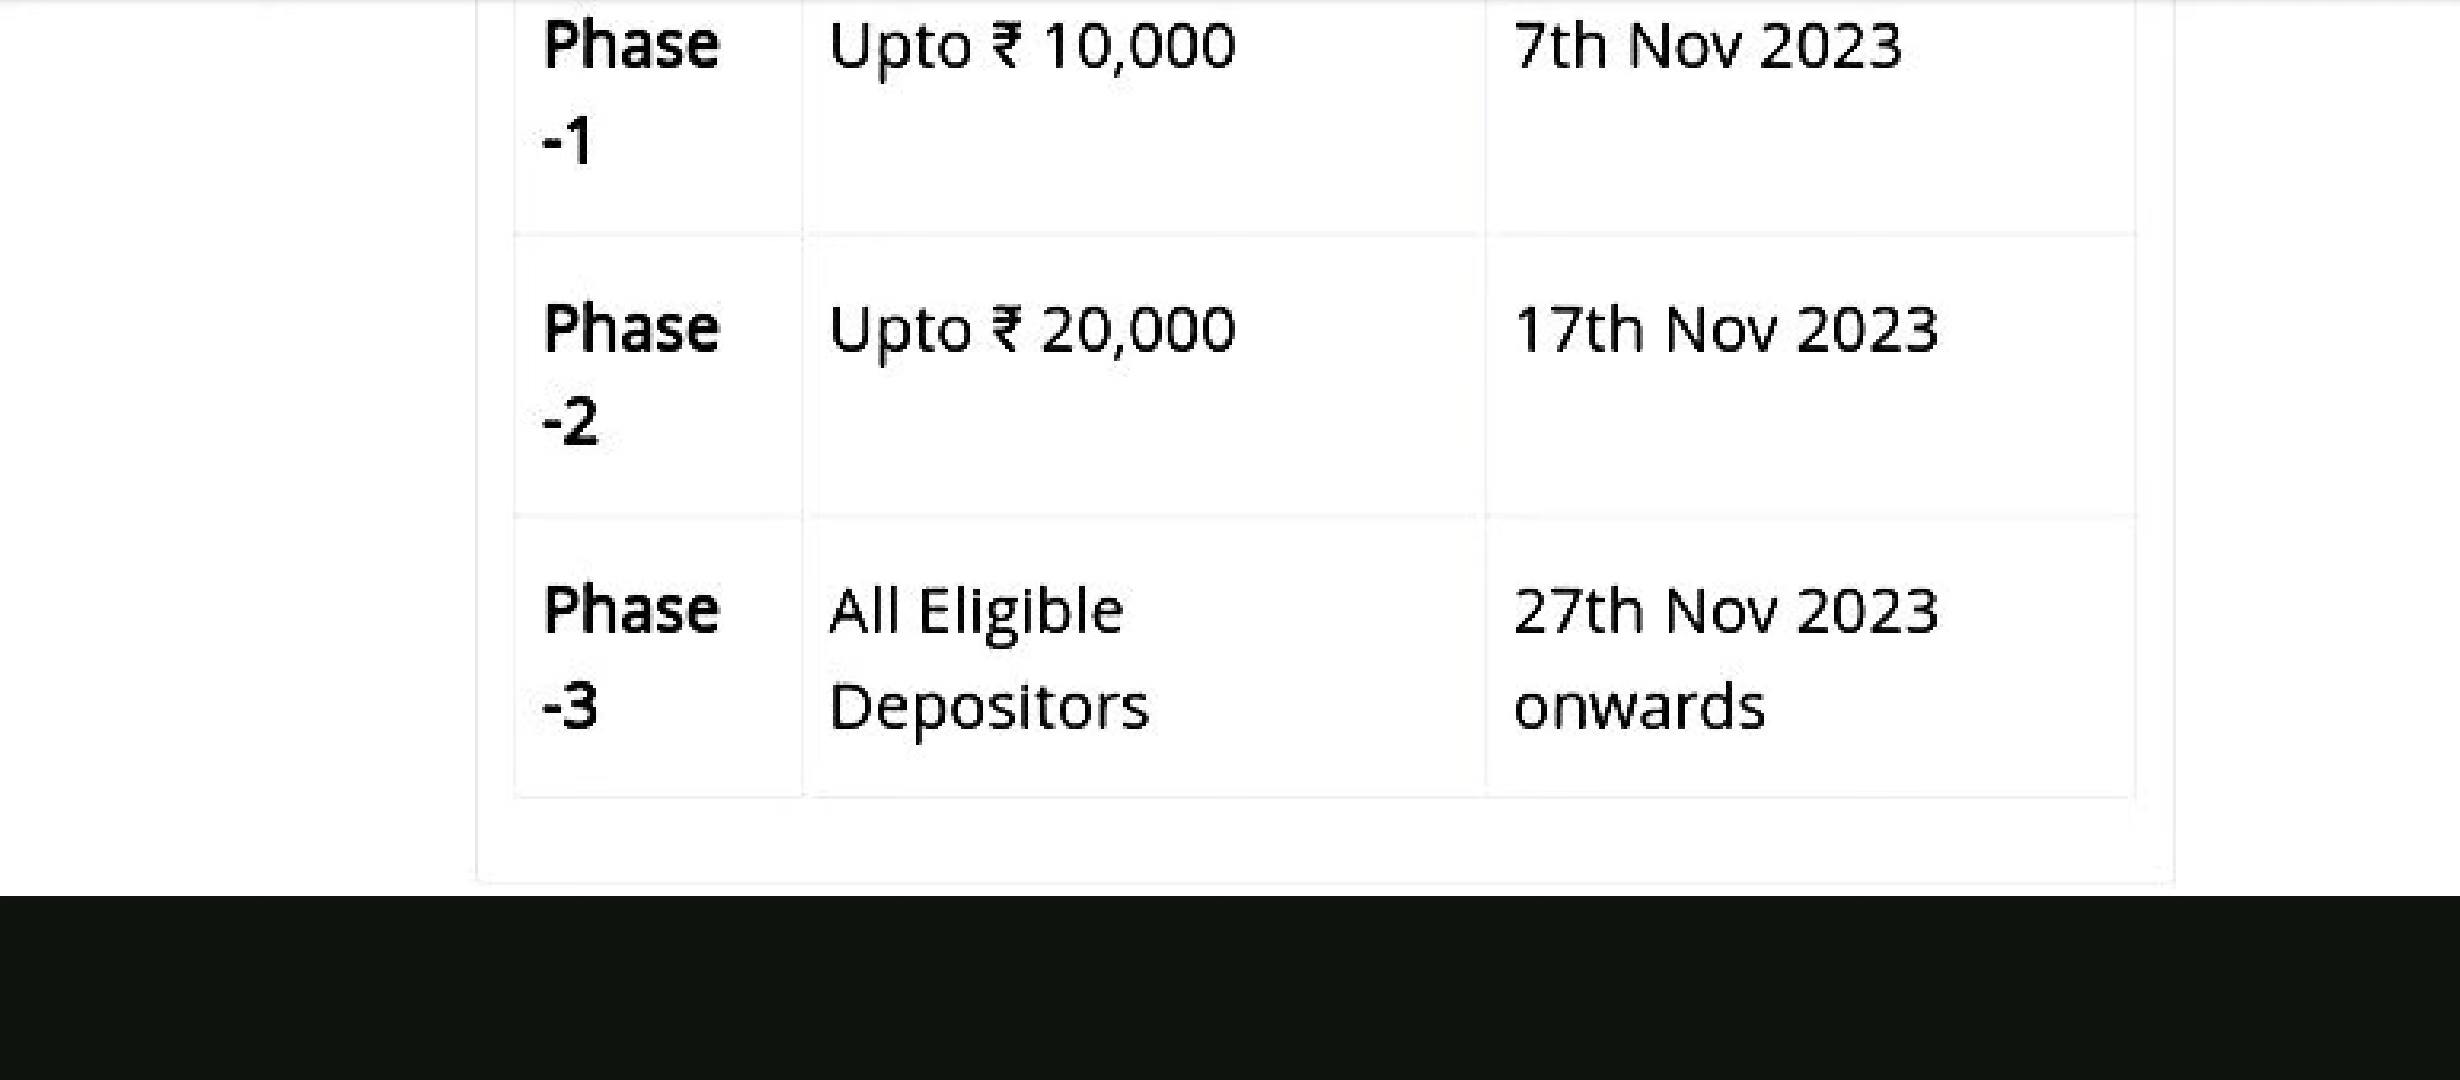 Phase Upto ₹ 10,000 7th Nov 2023
-1
Phase Upto ₹ 20,000 17th Nov 2023
-2
Phase All Eligible 27th Nov 2023
-3 Depositors onwards